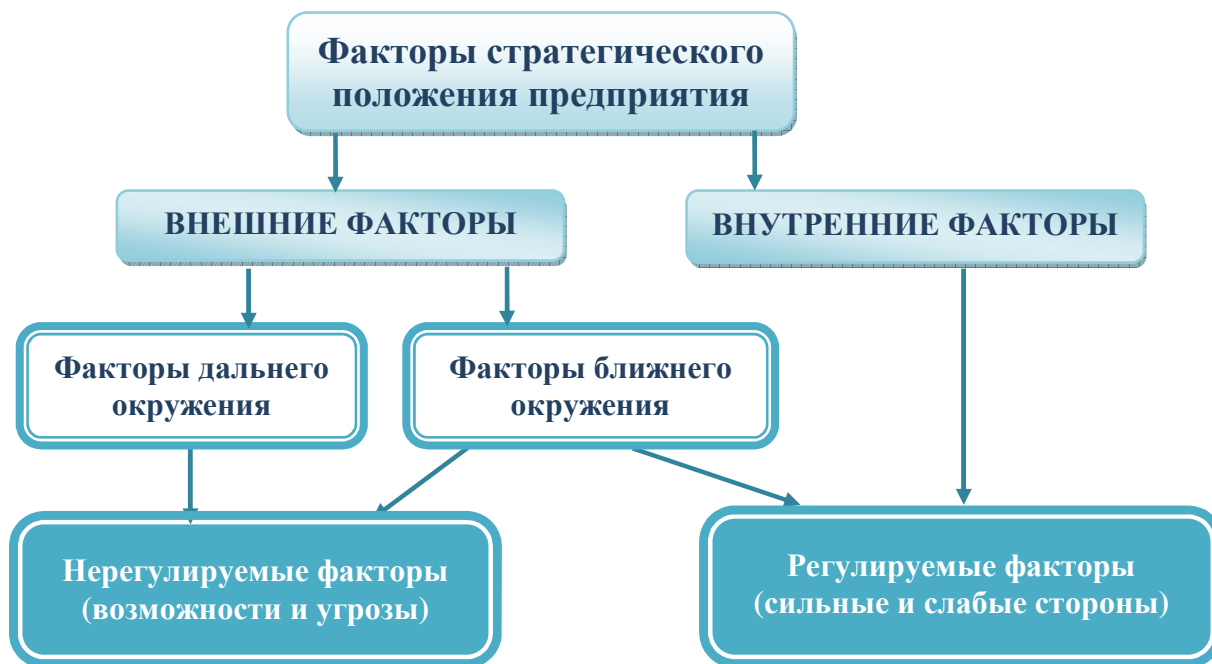 Факторы стратегического
положения предприятия
ВНЕШНИЕ ФАКТОРЫ
ВНУТРЕННИЕ ФАКТОРЫ
Факторы дальнего
окружения
Факторы ближнего
окружения
Нерегулируемые факторы
(возможности и угрозы)
Регулируемые факторы
(сильные и слабые стороны)